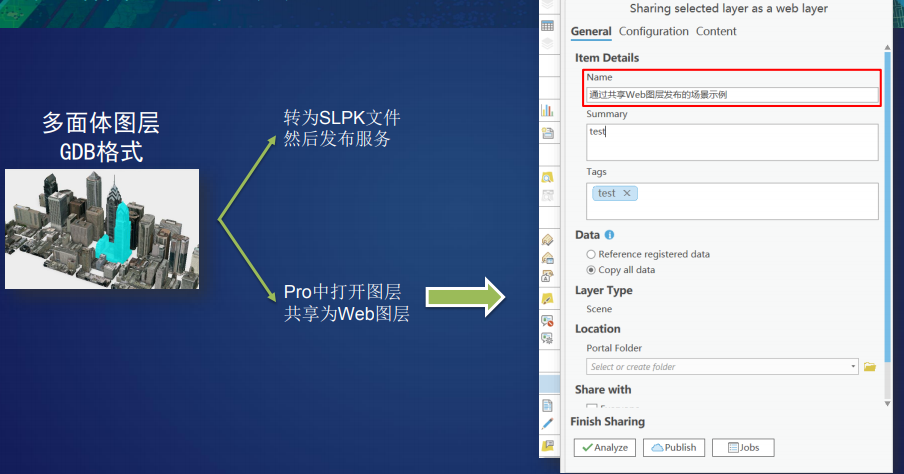 多面体图层
GDB格式
转为SLPK文件
然后发布服务
Pro中打开图层
共享为Web图层
Sharing selected layer as a web layer
General Configuration Content
Item Details
Name
通过共享Web图层发布的场景示例
Summary
test
Tags
test ×
Data
Reference registered data
Copy all data
Layer Type
Scene
Location
Portal Folder
Select or create folder
Share with
Finish Sharing
Analyze Publish Jobs